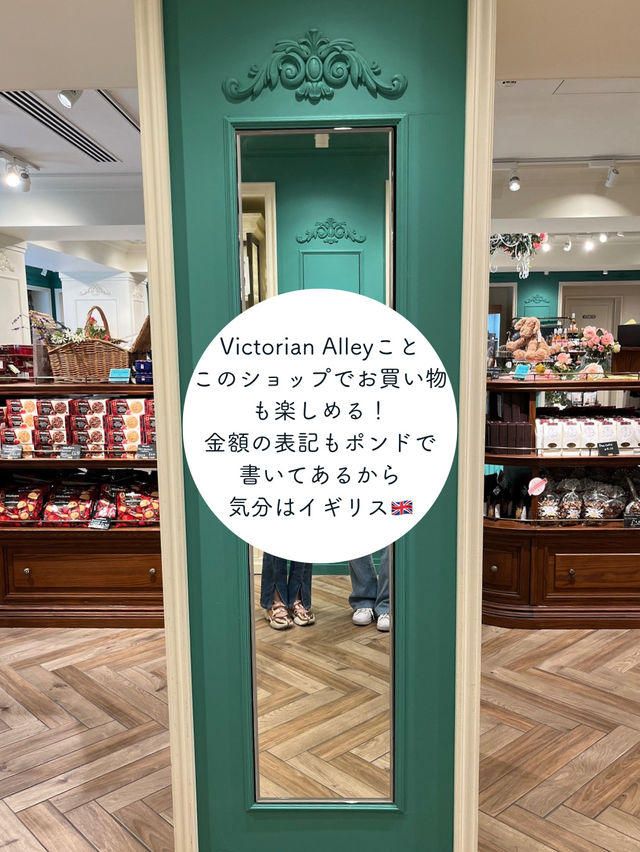 Victorian Alleyこと
このショップでお買い物
も楽しめる！
金額の表記もポンドで
書いてあるから
気分はイギリス🇬🇧